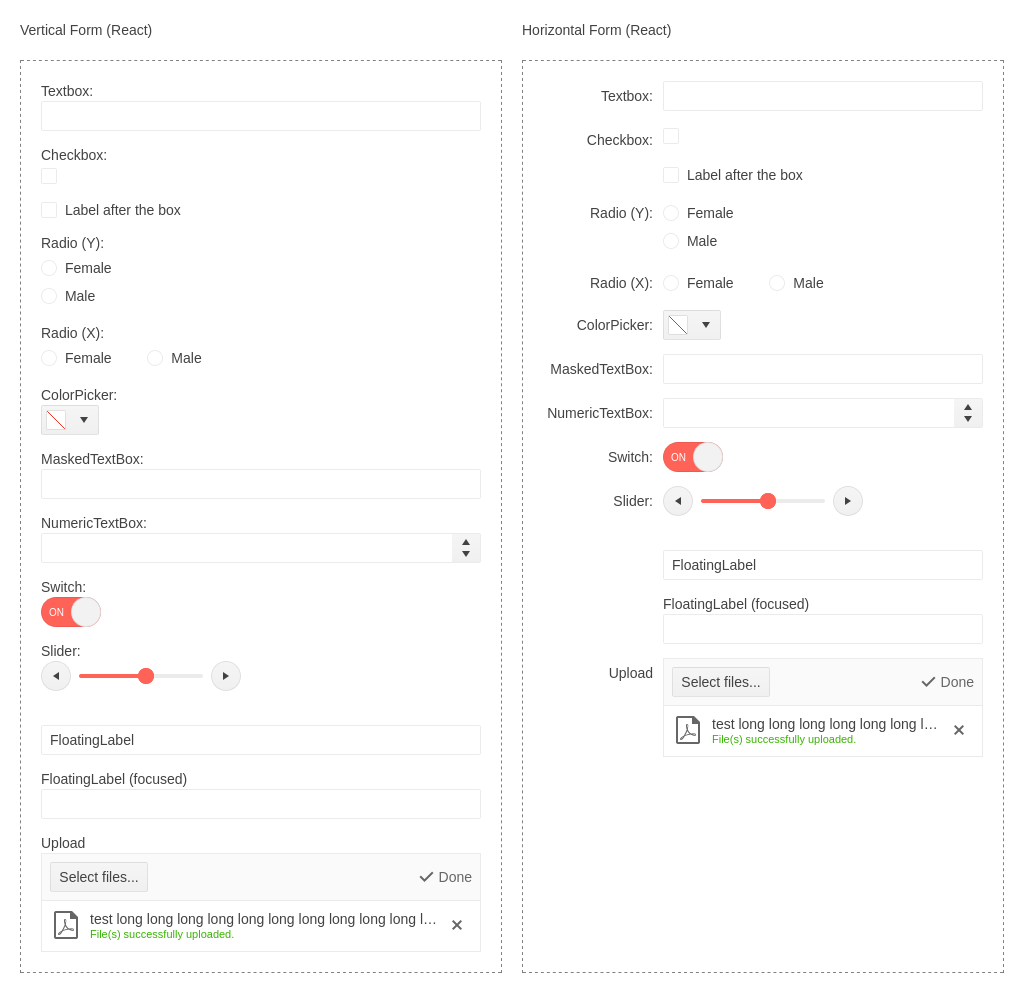 Vertical Form (React)
Textbox:
Checkbox:
Label after the box
Radio (Y):
Female
Male
Radio (X):
Female Male
ColorPicker:
MaskedTextBox:
NumericTextBox:
Switch:
ON
Slider:
FloatingLabel
FloatingLabel (focused)
Upload
Select files... Done
test long long long long long long long long long long l...
File(s) successfully uploaded.
Horizontal Form (React)
Textbox:
Checkbox:
Label after the box
Radio (Y): Female
Male
Radio (X): Female Male
ColorPicker:
MaskedTextBox:
NumericTextBox:
Switch: ON
Slider:
FloatingLabel
FloatingLabel (focused)
Upload Select files... Done
test long long long long long long l...
File(s) successfully uploaded.